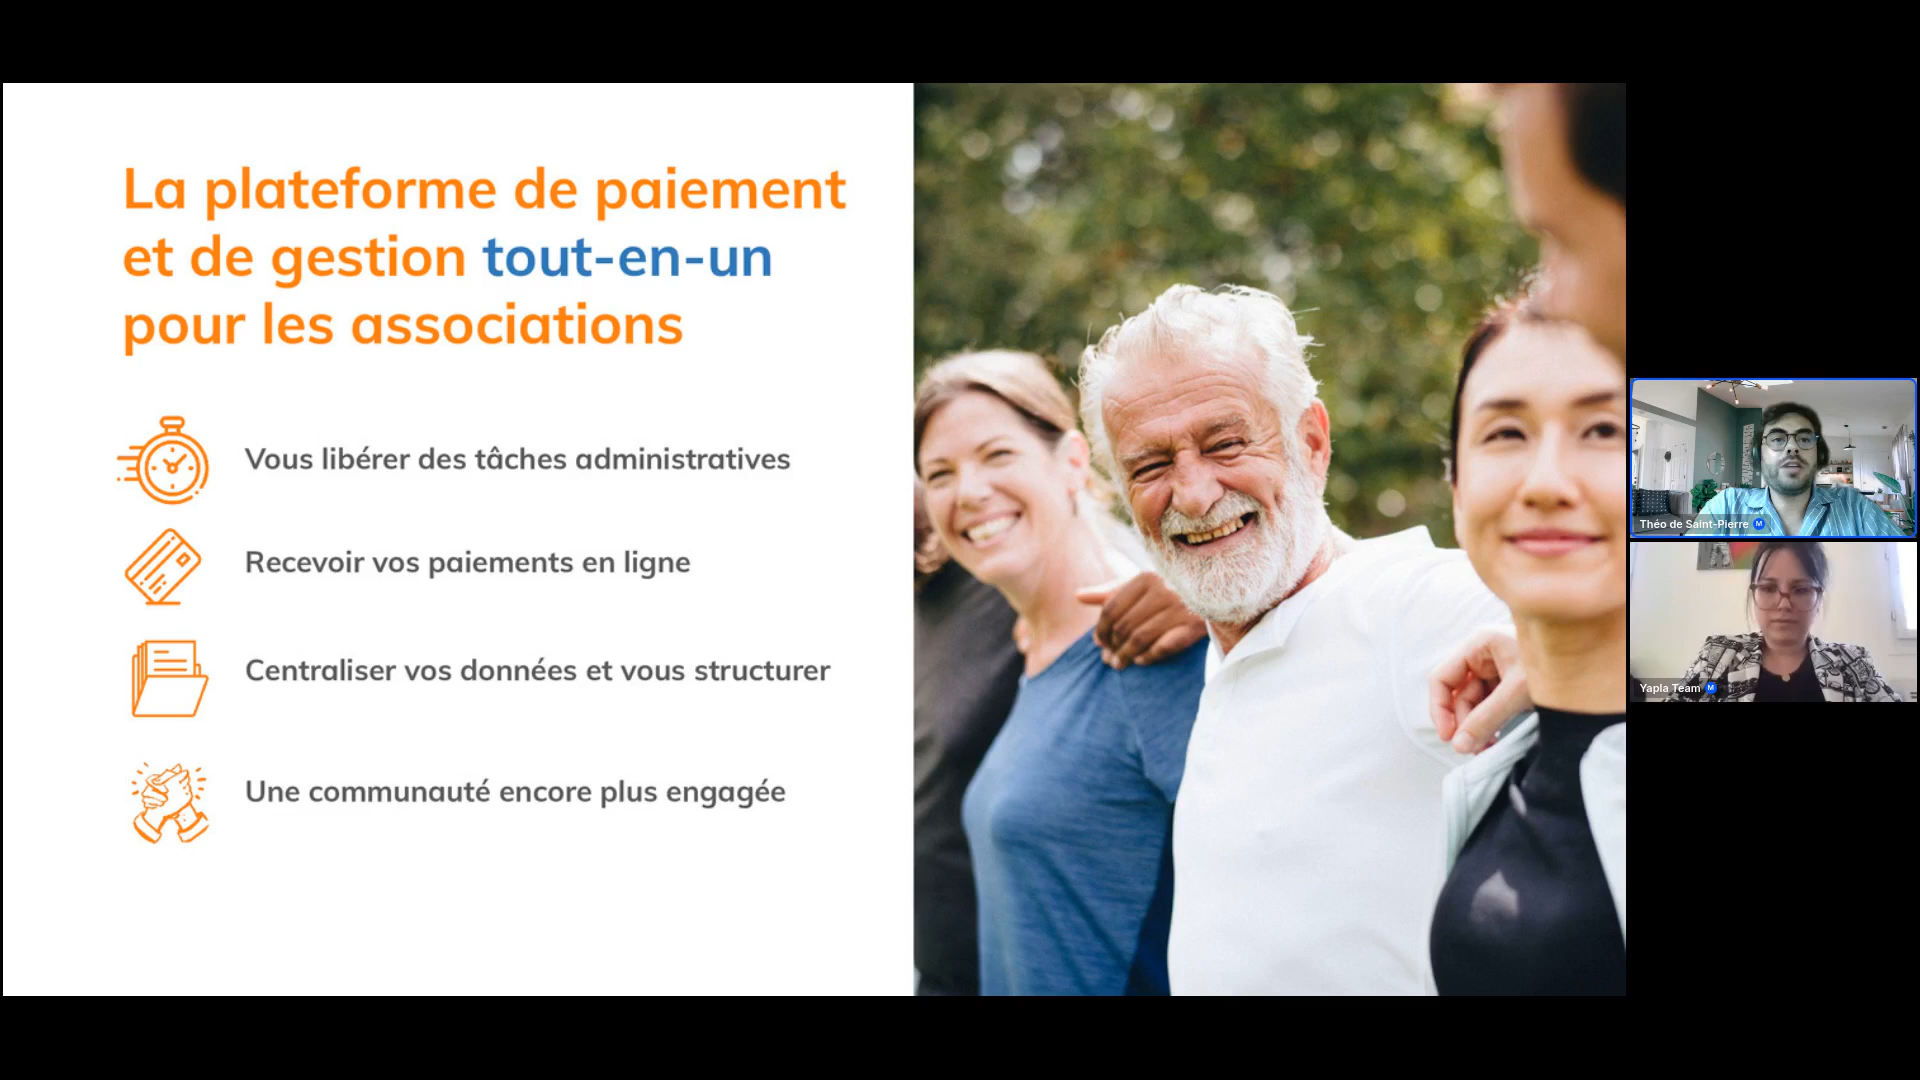 La plateforme de paiement
et de gestion tout-en-un
pour les associations
Vous libérer des tâches administratives
Recevoir vos paiements en ligne
Centraliser vos données et vous structurer
Une communauté encore plus engagée
Théo de Saint-Pierre M
Yapla Team M